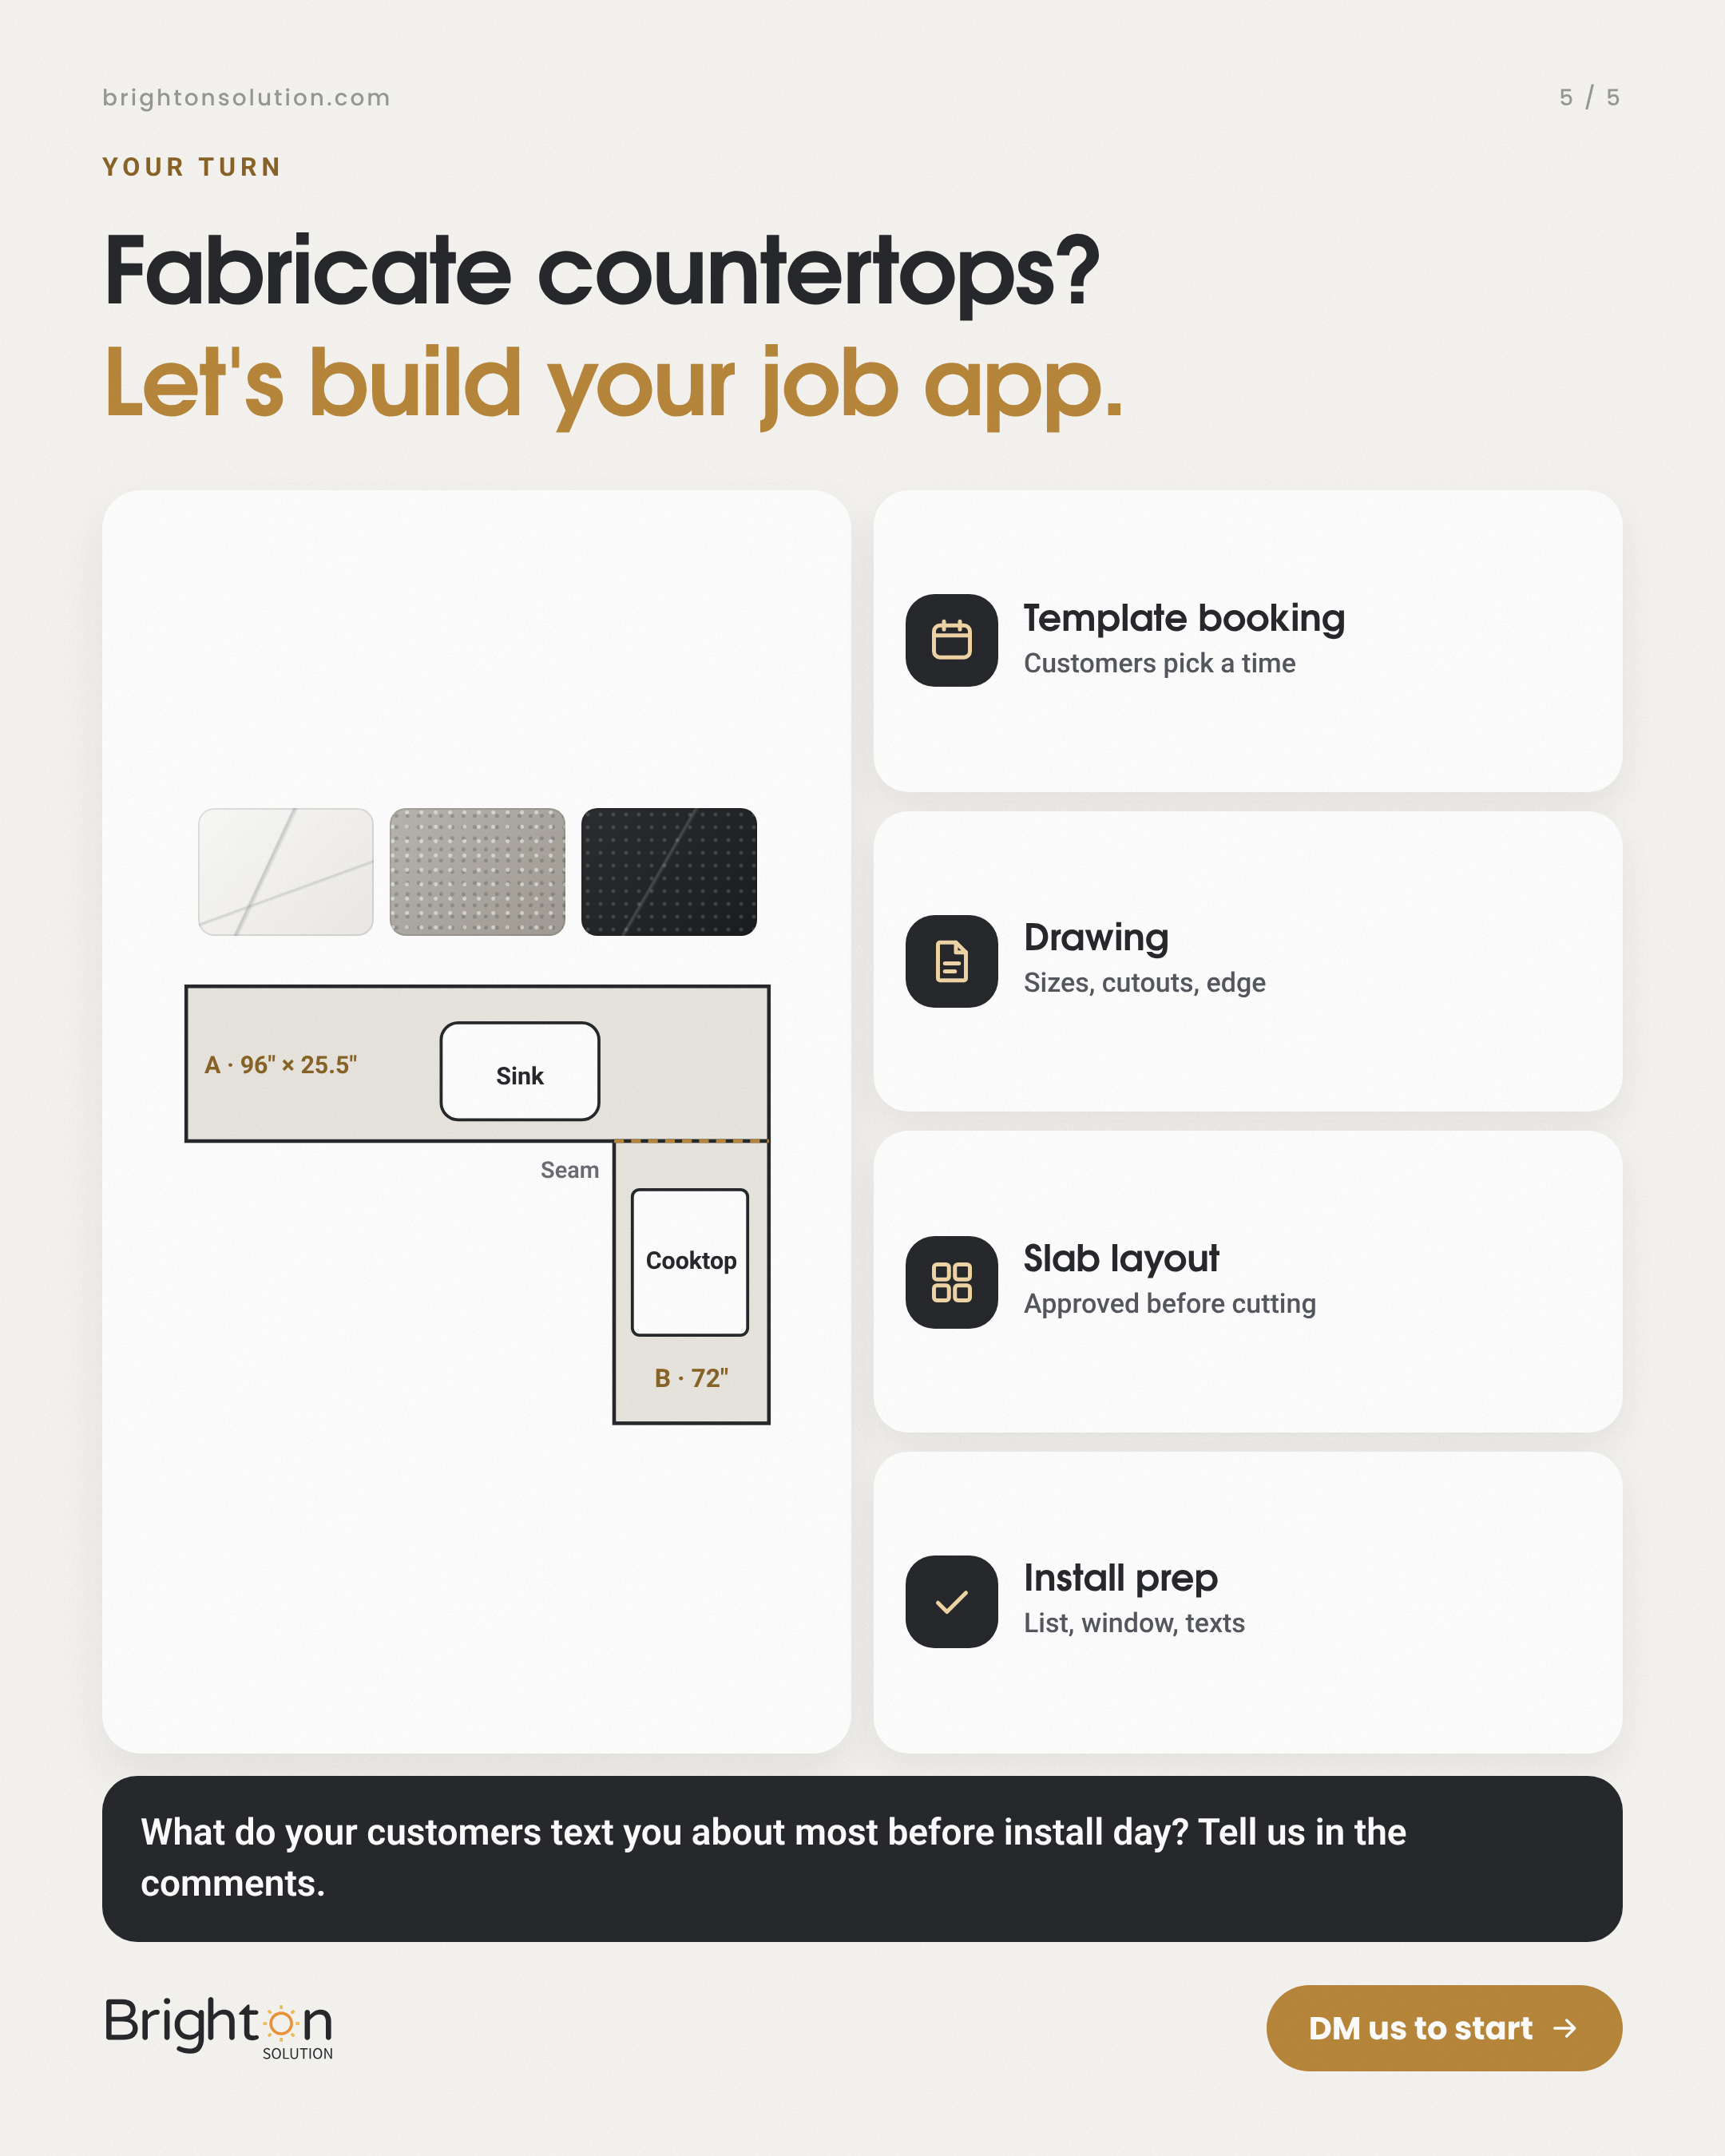 brightonsolution.com
5 / 5
YOUR TURN
Fabricate countertops?
Let's build your job app.
A · 96" × 25.5"
Sink
Seam
Cooktop
B · 72"
Template booking
Customers pick a time
Drawing
Sizes, cutouts, edge
Slab layout
Approved before cutting
Install prep
List, window, texts
What do your customers text you about most before install day? Tell us in the
comments.
Brighton
SOLUTION
DM us to start →